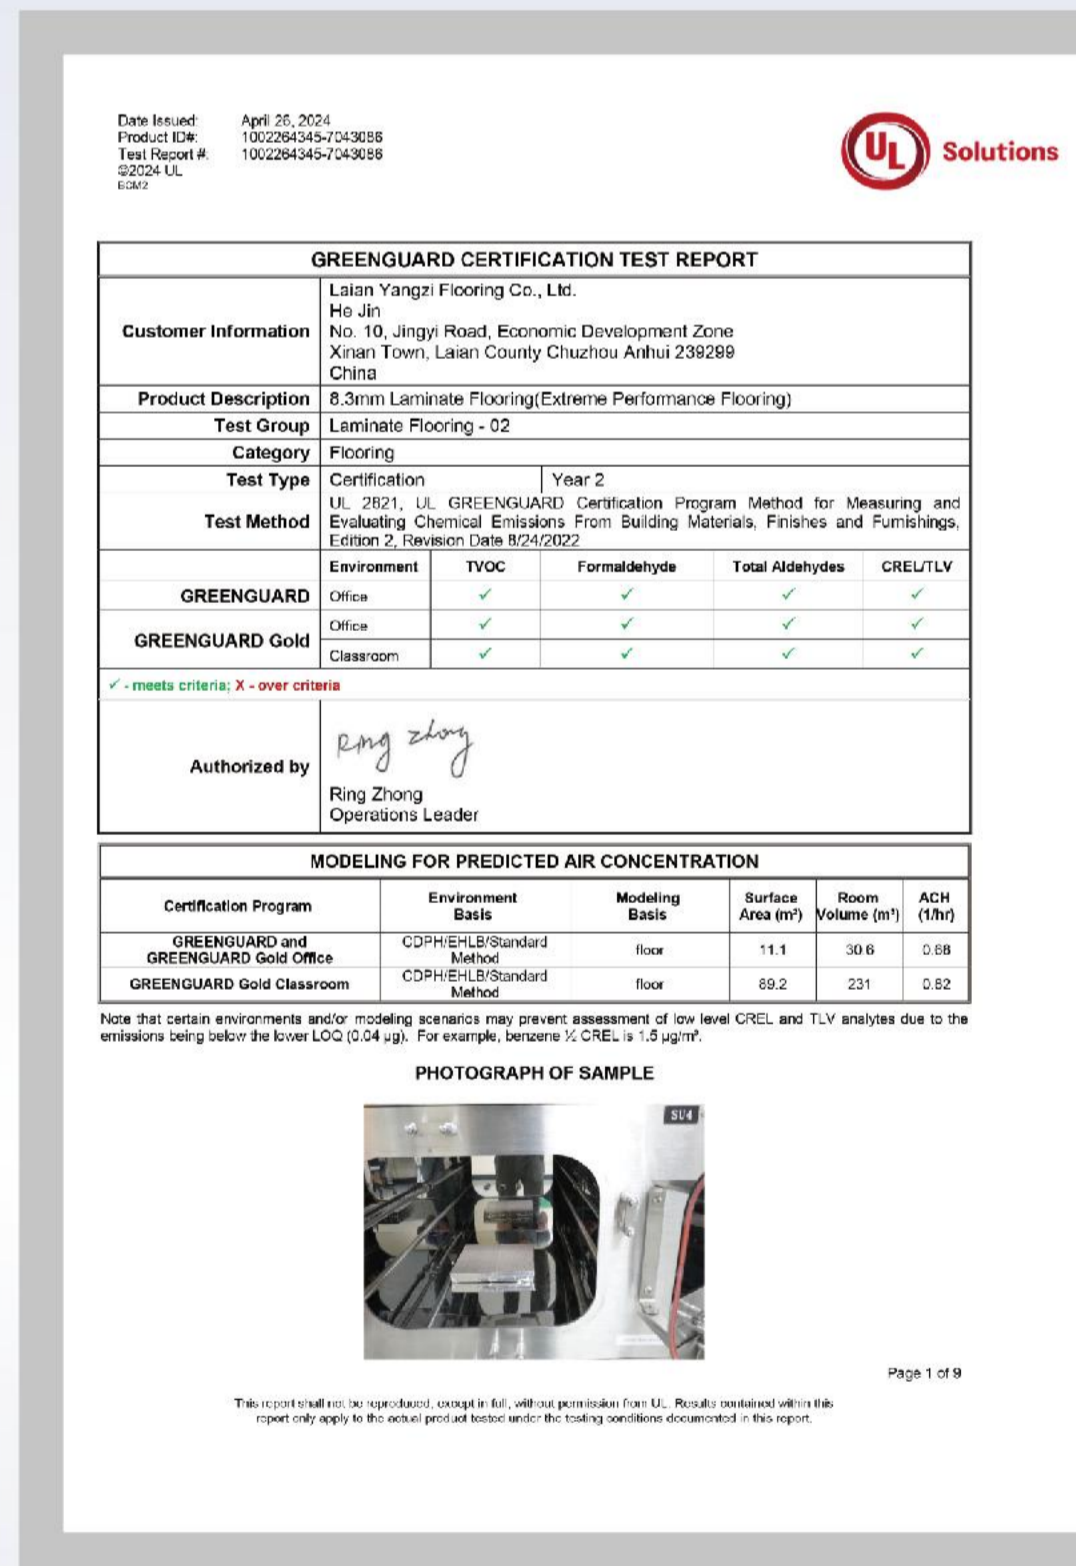 Date Issued: April 26, 2024
Product ID#: 1002264345-7043086
Test Report #: 1002264345-7043086
©2024 UL
BCM2
UL Solutions
GREENGUARD CERTIFICATION TEST REPORT
Customer Information
Laian Yangzi Flooring Co., Ltd.
He Jin
No. 10, Jingyi Road, Economic Development Zone
Xinan Town, Laian County Chuzhou Anhui 239299
China
Product Description 8.3mm Laminate Flooring(Extreme Performance Flooring)
Test Group Laminate Flooring - 02
Category Flooring
Test Type Certification Year 2
Test Method
UL 2821, UL GREENGUARD Certification Program Method for Measuring and
Evaluating Chemical Emissions From Building Materials, Finishes and Furnishings,
Edition 2, Revision Date 8/24/2022
Environment TVOC Formaldehyde Total Aldehydes CREL/TLV
GREENGUARD Office ✓ ✓ ✓ ✓
GREENGUARD Gold
Office ✓ ✓ ✓ ✓
Classroom ✓ ✓ ✓ ✓
✓ - meets criteria; X - over criteria
Authorized by
Ring Zhong
Ring Zhong
Operations Leader
MODELING FOR PREDICTED AIR CONCENTRATION
Certification Program
Environment
Basis
Modeling
Basis
Surface
Area (m²)
Room
Volume (m³)
ACH
(1/hr)
GREENGUARD and
GREENGUARD Gold Office
CDPH/EHLB/Standard
Method
floor 11.1 30.6 0.68
GREENGUARD Gold Classroom
CDPH/EHLB/Standard
Method
floor 89.2 231 0.82
Note that certain environments and/or modeling scenarios may prevent assessment of low level CREL and TLV analytes due to the
emissions being below the lower LOQ (0.04 µg). For example, benzene ½ CREL is 1.5 µg/m³.
PHOTOGRAPH OF SAMPLE
SU4
Page 1 of 9
This report shall not be reproduced, except in full, without permission from UL. Results contained within this
report only apply to the actual product tested under the testing conditions documented in this report.